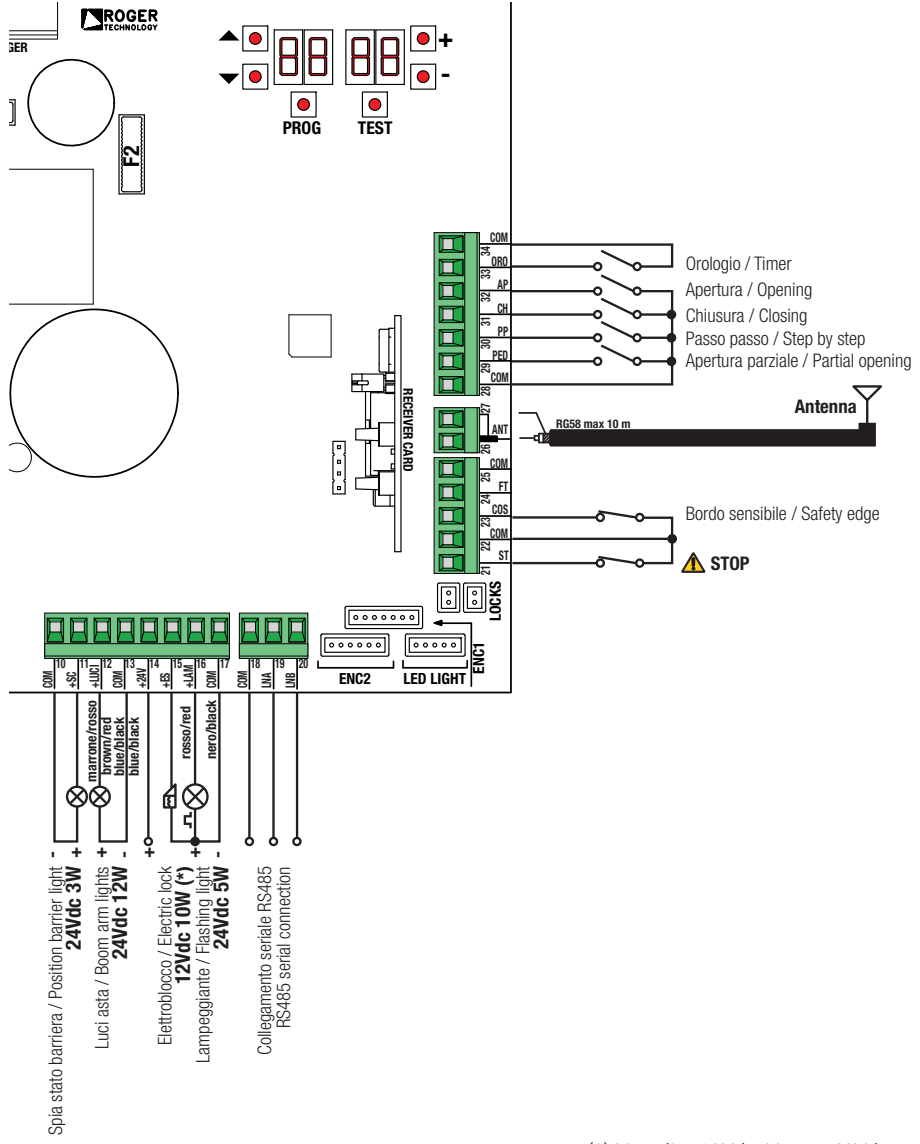 ROGER
TECHNOLOGY
GER
F2
+
-
PROG
TEST
RECEIVER CARD
COM
34
ORO
33
AP
32
CH
31
PP
30
PED
29
COM
28
27
ANT
26
COM
25
FT
24
COS
23
COM
22
ST
21
Orologio / Timer
Apertura / Opening
Chiusura / Closing
Passo passo / Step by step
Apertura parziale / Partial opening
Antenna
RG58 max 10 m
Bordo sensibile / Safety edge
STOP
LOCKS
ENC1
ENC2
LED LIGHT
10
COM
11
+SC
12
+LUCI
13
COM
14
+24V
15
+ES
16
+LAM
17
COM
18
COM
19
LNA
20
LNB
marrone/rosso
brown/red
blue/black
blue/black
rosso/red
nero/black
- +
+ -
+
+ -
Spia stato barriera / Position barrier light
24Vdc 3W
Luci asta / Boom arm lights
24Vdc 12W
Elettroblocco / Electric lock
12Vdc 10W (*)
Lampeggiante / Flashing light
24Vdc 5W
Collegamento seriale RS485
RS485 serial connection